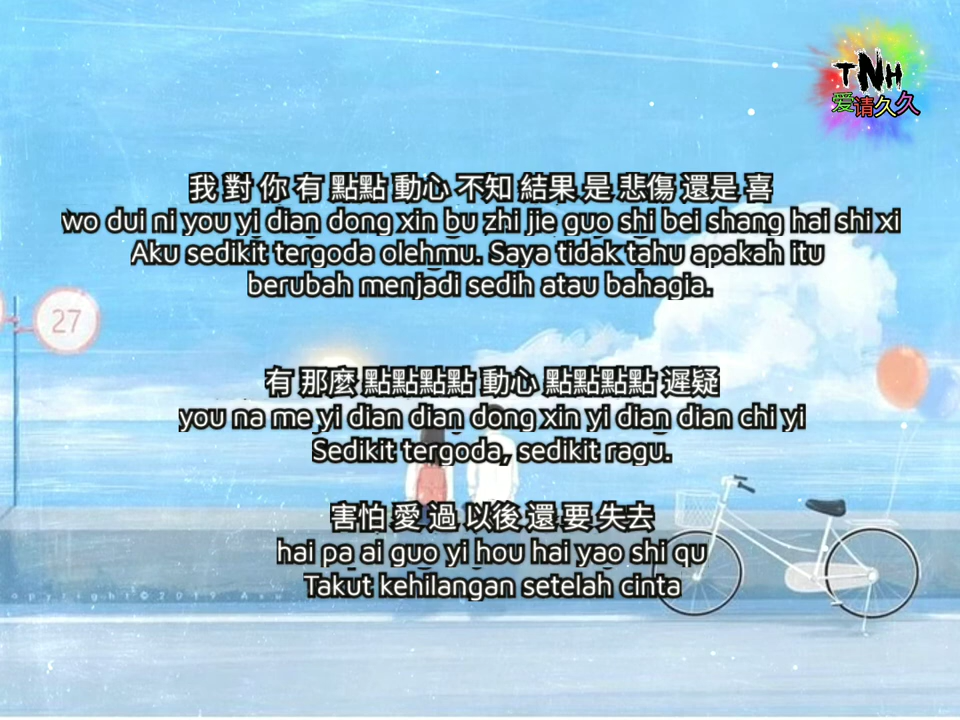 TNH
爱请久久
我 對 你 有 點點 動心 不知 結果 是 悲傷 還是 喜
wo dui ni you yi dian dong xin bu zhi jie guo shi bei shang hai shi xi
Aku sedikit tergoda olehmu. Saya tidak tahu apakah itu
berubah menjadi sedih atau bahagia.
27
有 那麼 點點點點 動心 點點點點 遲疑
you na me yi dian dian dong xin yi dian dian chi yi
Sedikit tergoda, sedikit ragu.
害怕 愛 過 以後 還 要 失去
hai pa ai guo yi hou hai yao shi qu
Takut kehilangan setelah cinta